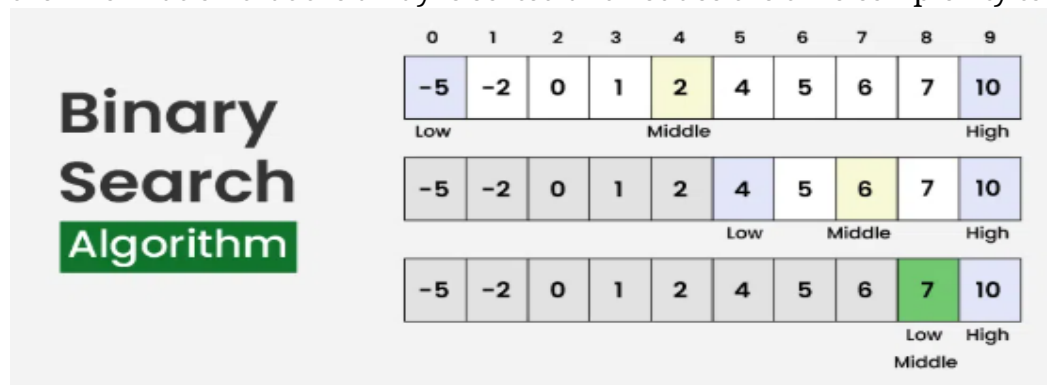 Binary
Search
Algorithm
0 1 2 3 4 5 6 7 8 9
-5 -2 0 1 2 4 5 6 7 10
Low Middle High
-5 -2 0 1 2 4 5 6 7 10
Low Middle High
-5 -2 0 1 2 4 5 6 7 10
Low High
Middle